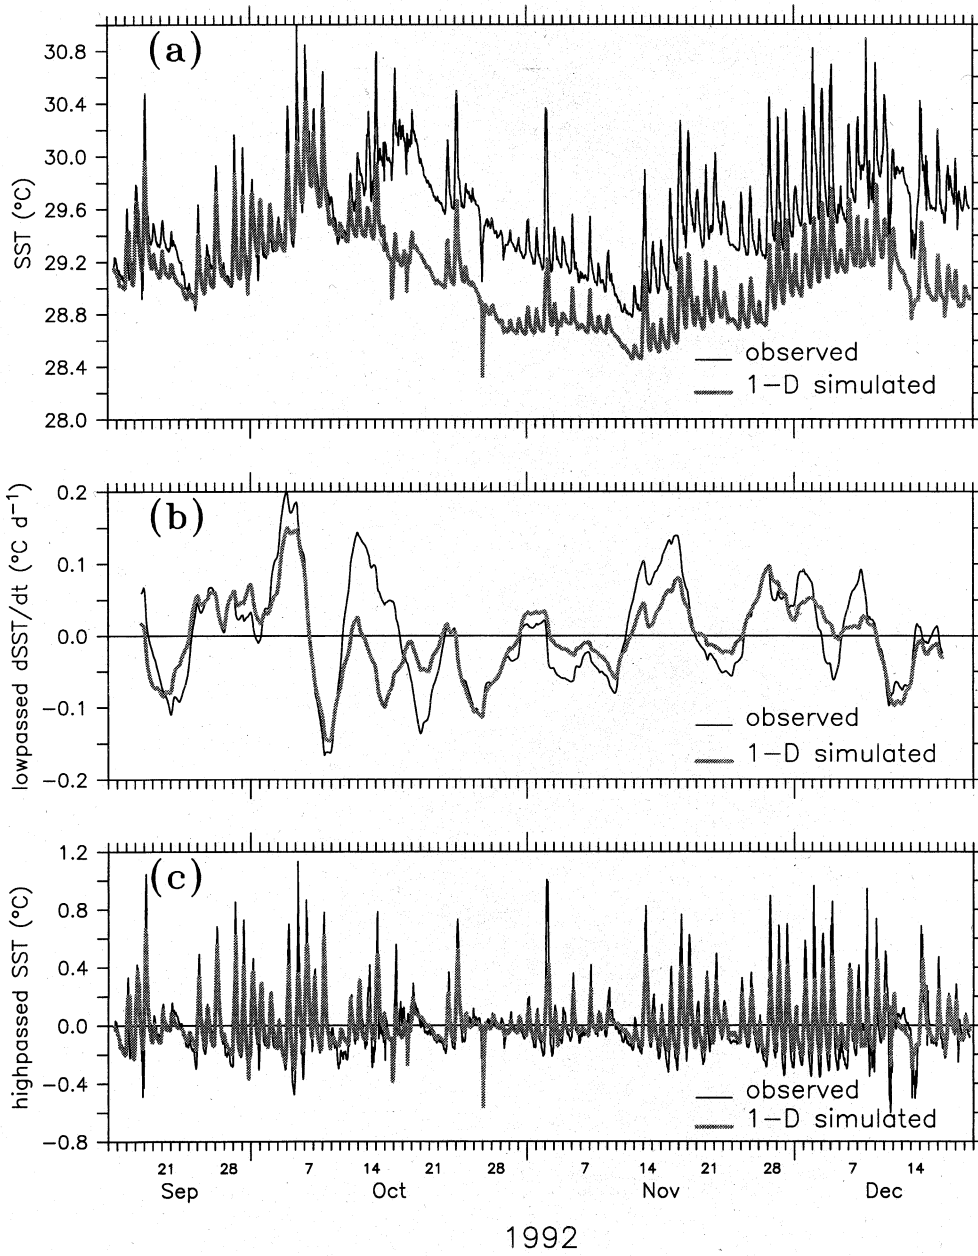 (a)
30.8
30.4
30.0
29.6
29.2
28.8
28.4
28.0
SST (°C)
observed
1-D simulated
(b)
0.2
0.1
0.0
-0.1
-0.2
lowpassed dSST/dt (°C d⁻¹)
observed
1-D simulated
(c)
1.2
0.8
0.4
0.0
-0.4
-0.8
highpassed SST (°C)
observed
1-D simulated
21 28 7 14 21 28 7 14 21 28 7 14
Sep Oct Nov Dec
1992